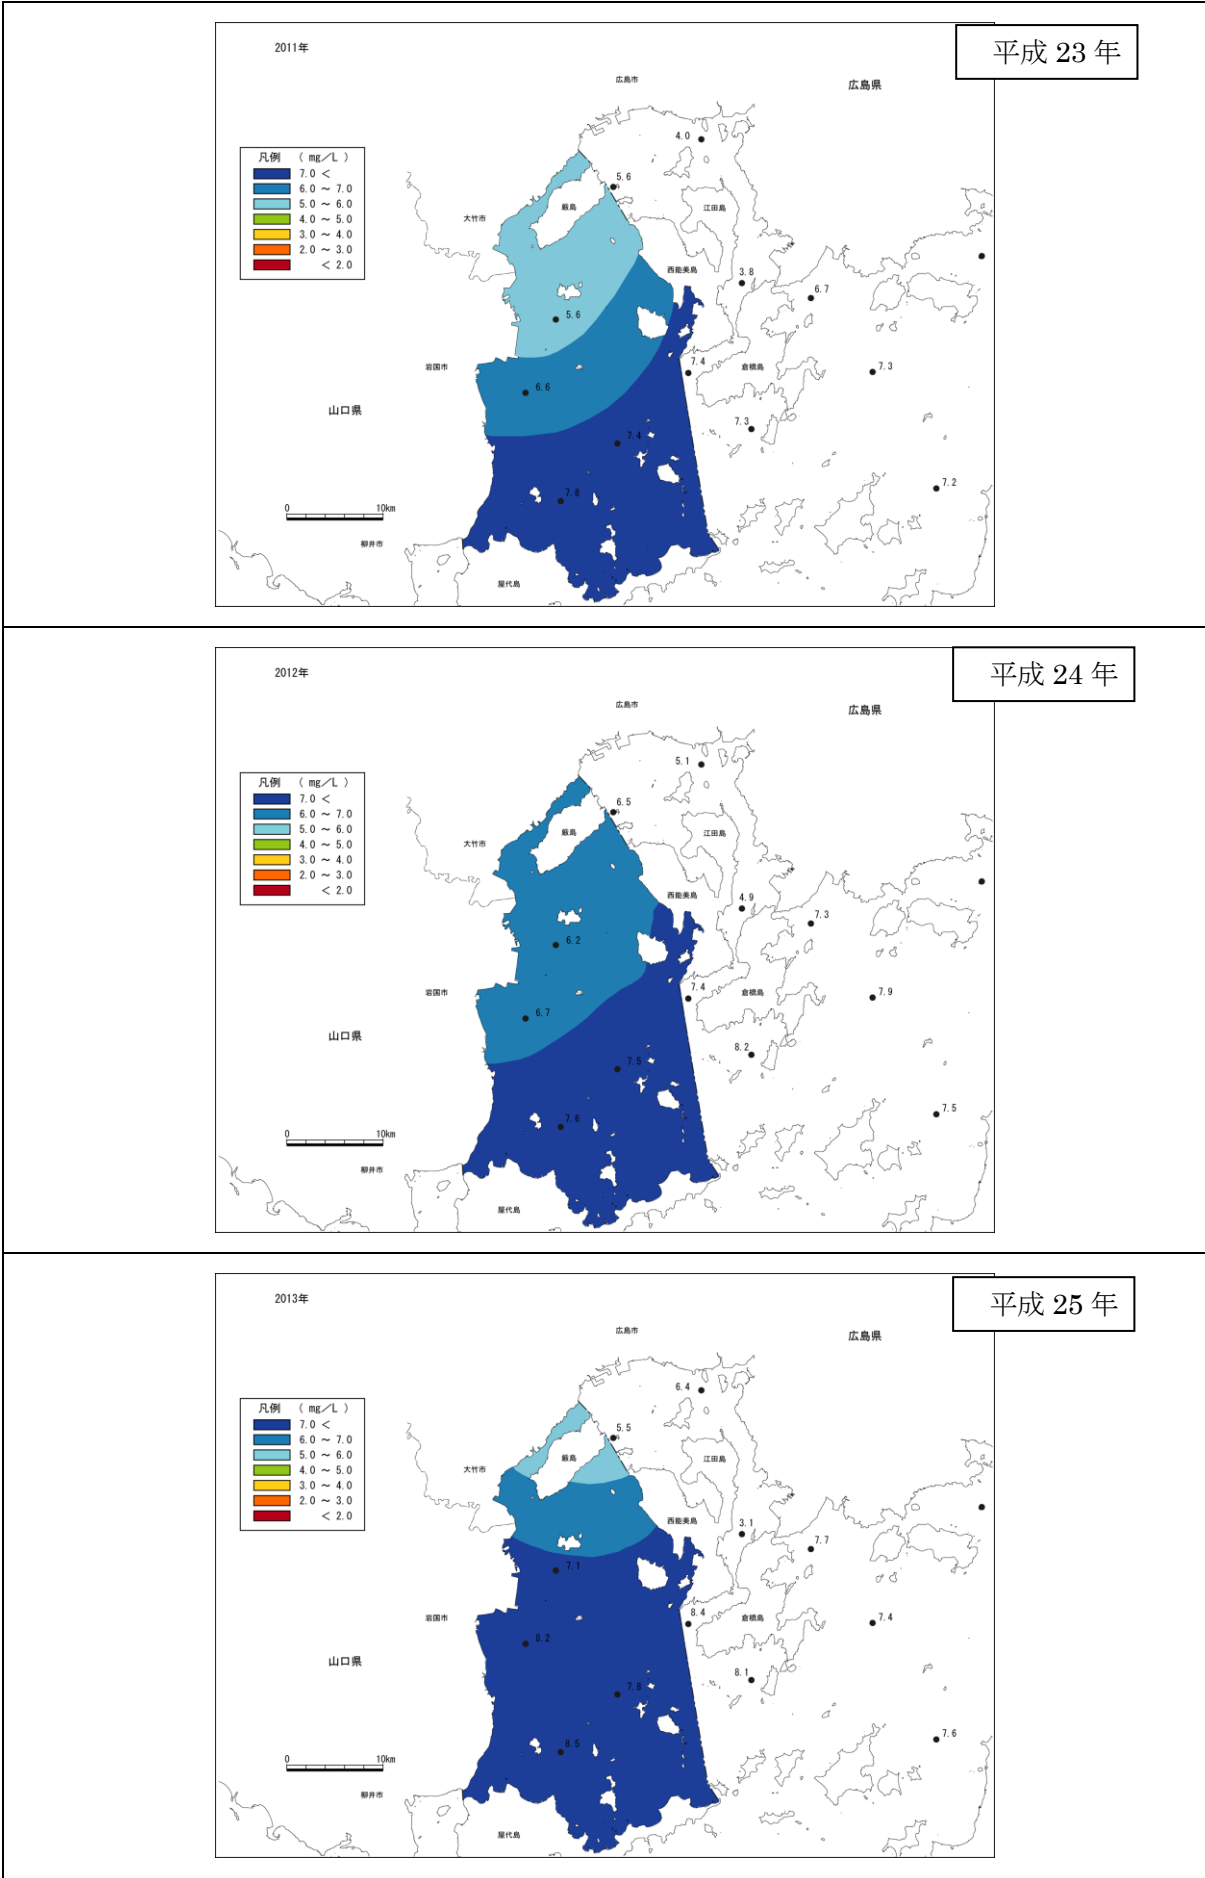 2011年
平成 23 年
広島市
広島県
4.0
凡例 ( mg/L )
7.0 <
6.0 ~ 7.0
5.0 ~ 6.0
4.0 ~ 5.0
3.0 ~ 4.0
2.0 ~ 3.0
< 2.0
5.6
厳島
江田島
大竹市
西能美島
3.8
6.7
5.6
岩国市
7.4
倉橋島
7.3
6.6
山口県
7.3
7.4
7.8
7.2
0 10km
柳井市
屋代島
2012年
平成 24 年
広島市
広島県
5.1
凡例 ( mg/L )
7.0 <
6.0 ~ 7.0
5.0 ~ 6.0
4.0 ~ 5.0
3.0 ~ 4.0
2.0 ~ 3.0
< 2.0
6.5
厳島
江田島
大竹市
西能美島
4.9
7.3
6.2
岩国市
7.4
倉橋島
7.9
6.7
山口県
8.2
7.5
7.6
7.5
0 10km
柳井市
屋代島
2013年
平成 25 年
広島市
広島県
6.4
凡例 ( mg/L )
7.0 <
6.0 ~ 7.0
5.0 ~ 6.0
4.0 ~ 5.0
3.0 ~ 4.0
2.0 ~ 3.0
< 2.0
5.5
厳島
江田島
大竹市
西能美島
3.1
7.7
7.1
岩国市
8.4
倉橋島
7.4
8.2
山口県
8.1
7.8
8.5
7.6
0 10km
柳井市
屋代島